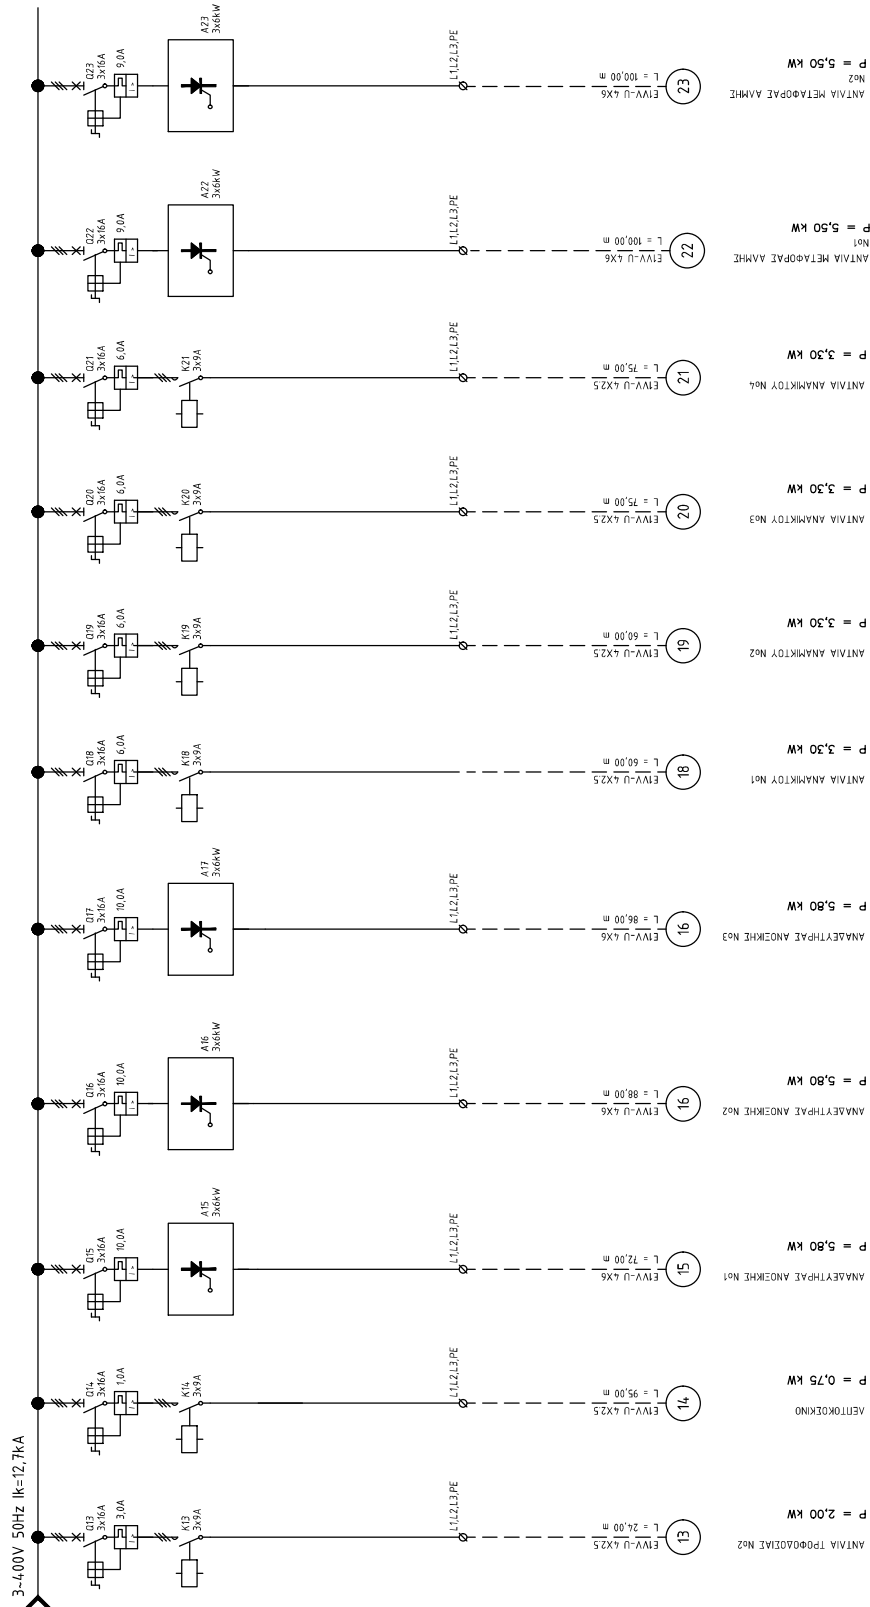 Q23
3x16A
9,0A
A23
3x6kW
L1,L2,L3,PE
E1VV-U 4X6
L = 100,00 m
23
ΑΝΤΛΙΑ ΜΕΤΑΦΟΡΑΣ ΑΛΜΗΣ
No2
P = 5,50 kW
Q22
3x16A
9,0A
A22
3x6kW
L1,L2,L3,PE
E1VV-U 4X6
L = 100,00 m
22
ΑΝΤΛΙΑ ΜΕΤΑΦΟΡΑΣ ΑΛΜΗΣ
No1
P = 5,50 kW
Q21
3x16A
6,0A
K21
3x9A
L1,L2,L3,PE
E1VV-U 4X2.5
L = 75,00 m
21
ΑΝΤΛΙΑ ΑΝΑΜΙΚΤΟΥ No4
P = 3,30 kW
Q20
3x16A
6,0A
K20
3x9A
L1,L2,L3,PE
E1VV-U 4X2.5
L = 75,00 m
20
ΑΝΤΛΙΑ ΑΝΑΜΙΚΤΟΥ No3
P = 3,30 kW
Q19
3x16A
6,0A
K19
3x9A
L1,L2,L3,PE
E1VV-U 4X2.5
L = 60,00 m
19
ΑΝΤΛΙΑ ΑΝΑΜΙΚΤΟΥ No2
P = 3,30 kW
Q18
3x16A
6,0A
K18
3x9A
E1VV-U 4X2.5
L = 60,00 m
18
ΑΝΤΛΙΑ ΑΝΑΜΙΚΤΟΥ No1
P = 3,30 kW
Q17
3x16A
10,0A
A17
3x6kW
L1,L2,L3,PE
E1VV-U 4X6
L = 86,00 m
16
ΑΝΑΔΕΥΤΗΡΑΣ ΑΝΟΞΙΚΗΣ No3
P = 5,80 kW
Q16
3x16A
10,0A
A16
3x6kW
L1,L2,L3,PE
E1VV-U 4X6
L = 88,00 m
16
ΑΝΑΔΕΥΤΗΡΑΣ ΑΝΟΞΙΚΗΣ No2
P = 5,80 kW
Q15
3x16A
10,0A
A15
3x6kW
L1,L2,L3,PE
E1VV-U 4X6
L = 72,00 m
15
ΑΝΑΔΕΥΤΗΡΑΣ ΑΝΟΞΙΚΗΣ No1
P = 5,80 kW
Q14
3x16A
1,0A
K14
3x9A
L1,L2,L3,PE
E1VV-U 4X2.5
L = 95,00 m
14
ΛΕΠΤΟΚΟΣΚΙΝΟ
P = 0,75 kW
3~400V 50Hz Ik=12,7kA
Q13
3x16A
3,0A
K13
3x9A
L1,L2,L3,PE
E1VV-U 4X2.5
L = 24,00 m
13
ΑΝΤΛΙΑ ΤΡΟΦΟΔΟΣΙΑΣ No2
P = 2,00 kW